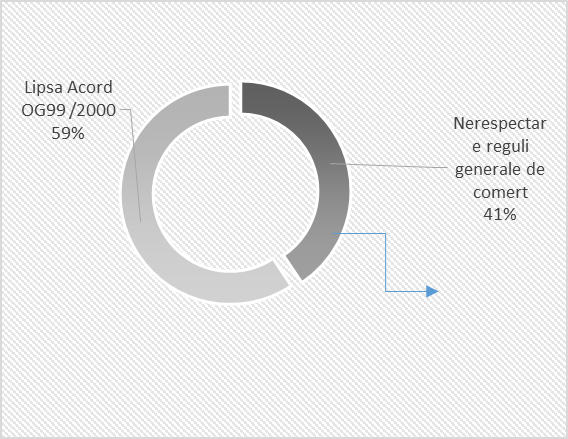 Lipsa Acord
OG99 /2000
59%
Nerespectar
e reguli
generale de
comert
41%